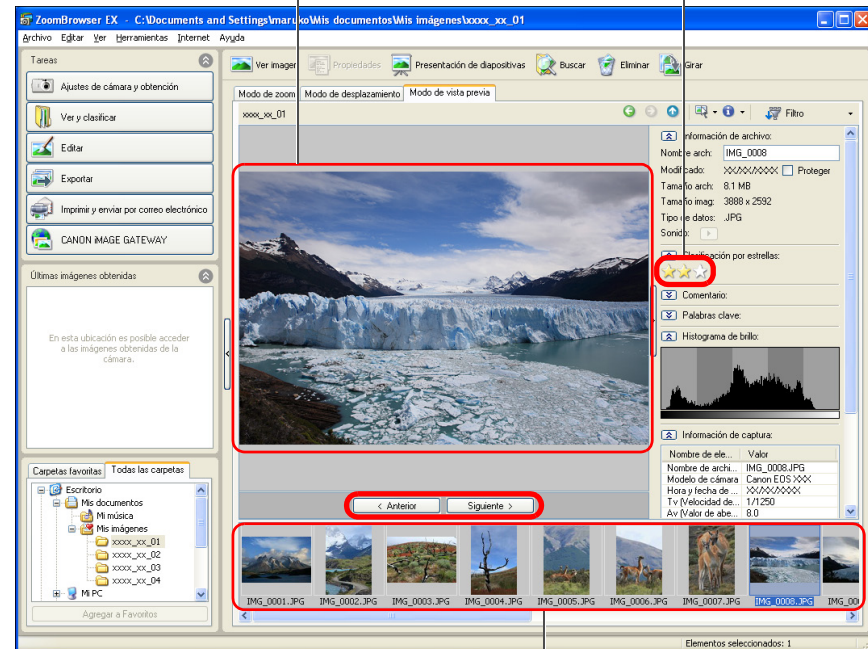 ZoomBrowser EX - C:\Documents and Settings\maruko\Mis documentos\Mis imágenes\xxxx_xx_01
Archivo Egitar Ver Herramientas Internet Ayuda
Tareas
Ajustes de cámara y obtención
Ver y clasificar
Editar
Exportar
Imprimir y enviar por correo electrónico
CANON iMAGE GATEWAY
Últimas imágenes obtenidas
En esta ubicación es posible acceder
a las imágenes obtenidas de la
cámara.
Carpetas favoritas Todas las carpetas
Escritorio
Mis documentos
Mi música
Mis imágenes
xxxx_xx_01
xxxx_xx_02
xxxx_xx_03
xxxx_xx_04
Mi PC
Agregar a Favoritos
Ver imagen Propiedades Presentación de diapositivas Buscar Eliminar Girar
Modo de zoom Modo de desplazamiento Modo de vista previa
xxxx_xx_01
Filtro
< Anterior Siguiente >
Información de archivo:
Nombre arch: IMG_0008
Modificado: XX/XX/XXXX Proteger
Tamaño arch: 8.1 MB
Tamaño imag: 3888 x 2592
Tipo de datos: .JPG
Sonido:
Clasificación por estrellas:
Comentario:
Palabras clave:
Histograma de brillo:
Información de captura:
Nombre de ele... Valor
Nombre de archi... IMG_0008.JPG
Modelo de cámara Canon EOS XXX
Hora y fecha de ... XX/XX/XXXX
Tv (Velocidad de... 1/1250
Av (Valor de abe... 8.0
IMG_0001.JPG IMG_0002.JPG IMG_0003.JPG IMG_0004.JPG IMG_0005.JPG IMG_0006.JPG IMG_0007.JPG IMG_0008.JPG IMG_00
Elementos seleccionados: 1